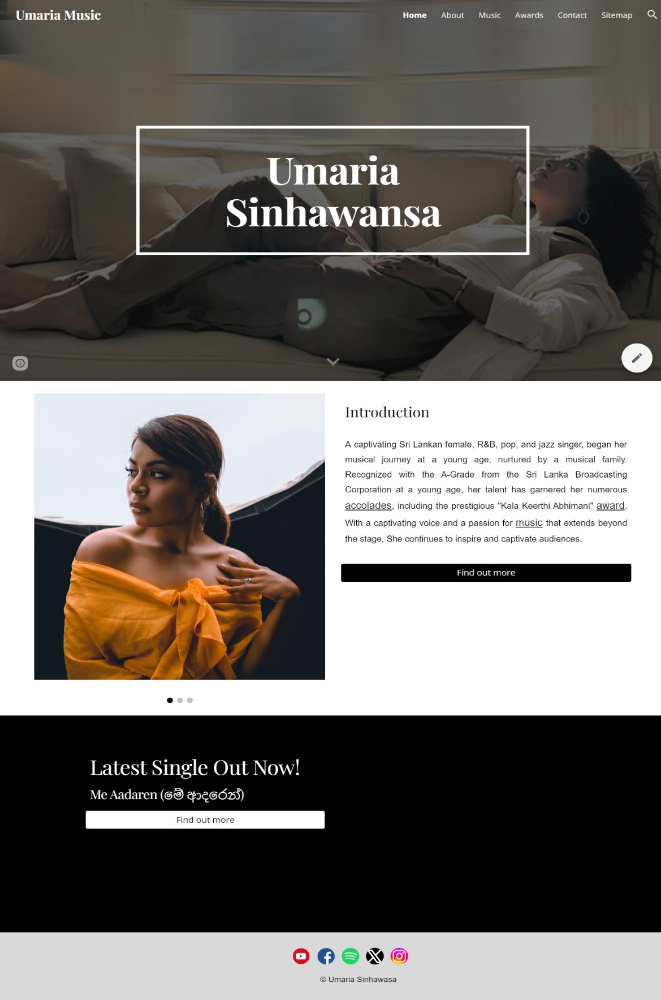 Umaria Music
Home About Music Awards Contact Sitemap
Umaria
Sinhawansa
Introduction
A captivating Sri Lankan female, R&B, pop, and jazz singer, began her
musical journey at a young age, nurtured by a musical family.
Recognized with the A-Grade from the Sri Lanka Broadcasting
Corporation at a young age, her talent has garnered her numerous
accolades, including the prestigious "Kala Keerthi Abhimani" award.
With a captivating voice and a passion for music that extends beyond
the stage, She continues to inspire and captivate audiences.
Find out more
Latest Single Out Now!
Me Aadaren (මේ ආදරෙන්)
Find out more
© Umaria Sinhawasa